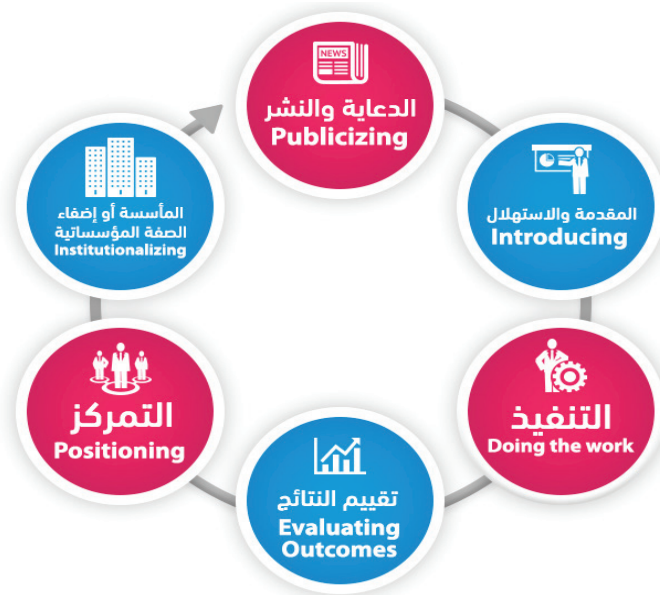 NEWS
الدعاية والنشر
Publicizing
المقدمة والاستهلال
Introducing
التنفيذ
Doing the work
تقييم النتائج
Evaluating
Outcomes
التمركز
Positioning
المأسسة أو إضفاء
الصفة المؤسساتية
Institutionalizing